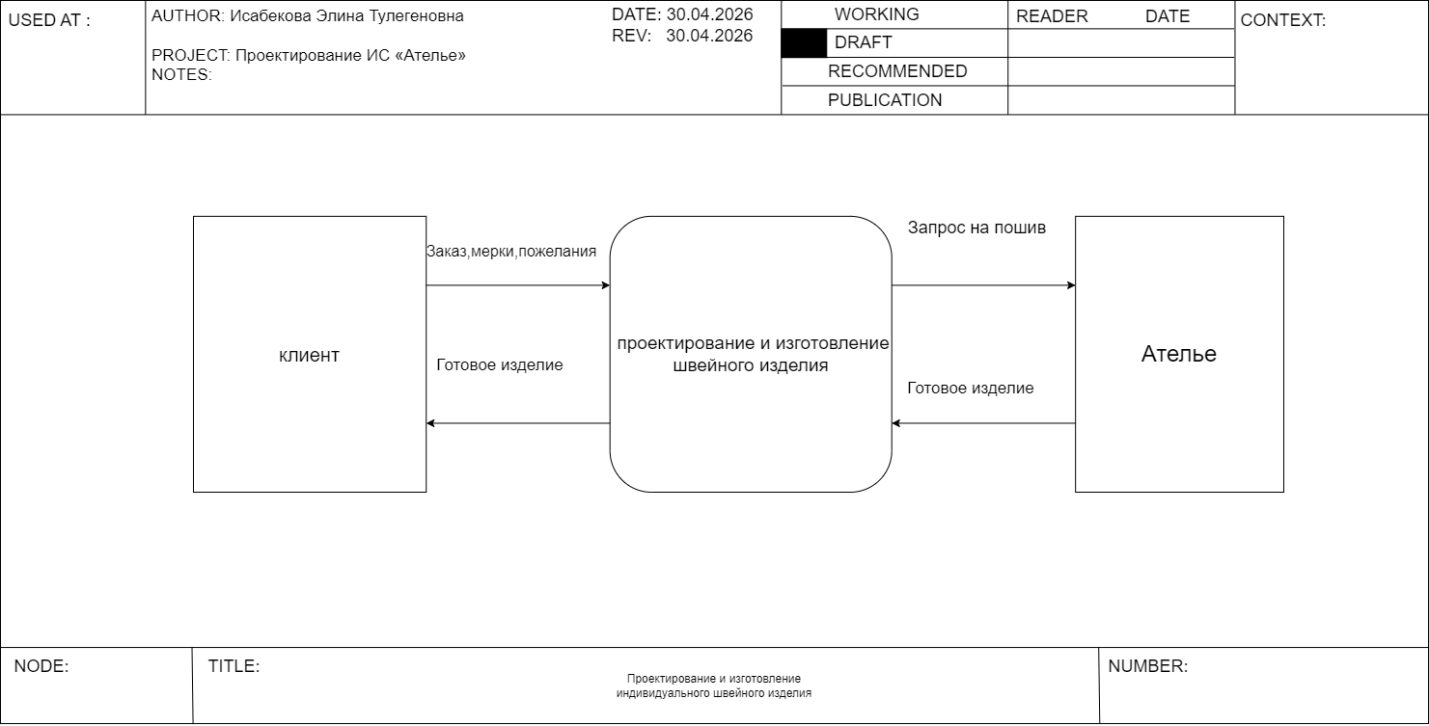 USED AT :
AUTHOR: Исабекова Элина Тулегеновна
PROJECT: Проектирование ИС «Ателье»
NOTES:
DATE: 30.04.2026
REV: 30.04.2026
WORKING
DRAFT
RECOMMENDED
PUBLICATION
READER DATE
CONTEXT:
клиент
Заказ,мерки,пожелания
Готовое изделие
проектирование и изготовление
швейного изделия
Запрос на пошив
Готовое изделие
Ателье
NODE:
TITLE:
Проектирование и изготовление
индивидуального швейного изделия
NUMBER: